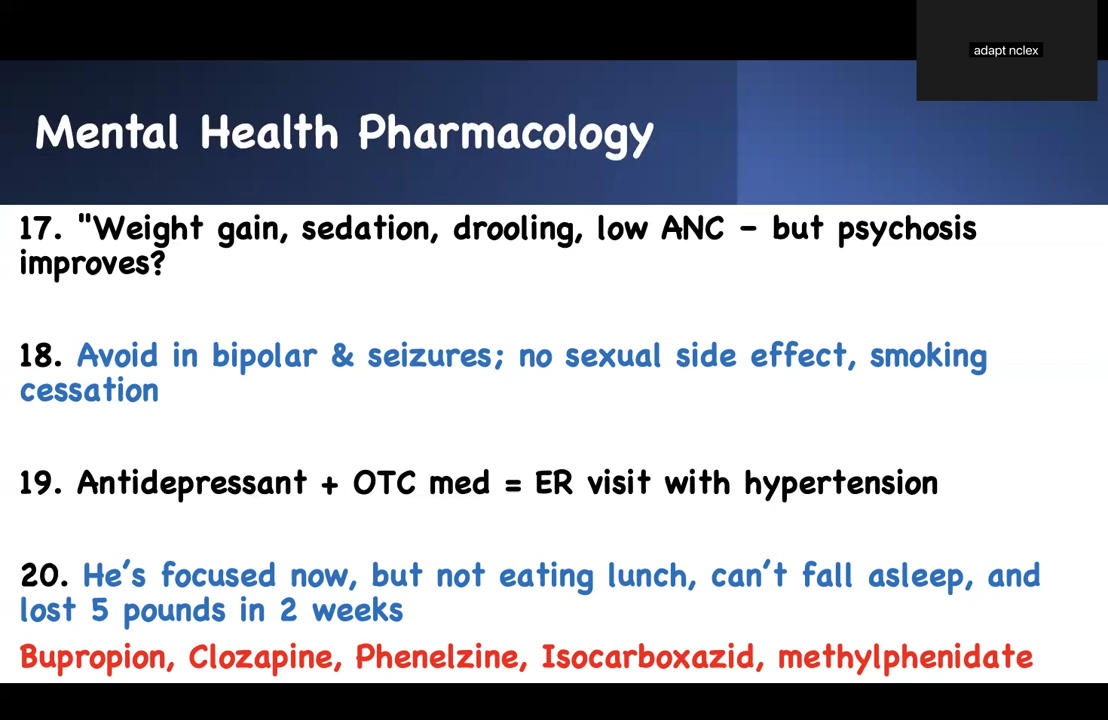 adapt nclex
Mental Health Pharmacology
17. "Weight gain, sedation, drooling, low ANC – but psychosis
improves?
18. Avoid in bipolar & seizures; no sexual side effect, smoking
cessation
19. Antidepressant + OTC med = ER visit with hypertension
20. He’s focused now, but not eating lunch, can’t fall asleep, and
lost 5 pounds in 2 weeks
Bupropion, Clozapine, Phenelzine, Isocarboxazid, methylphenidate